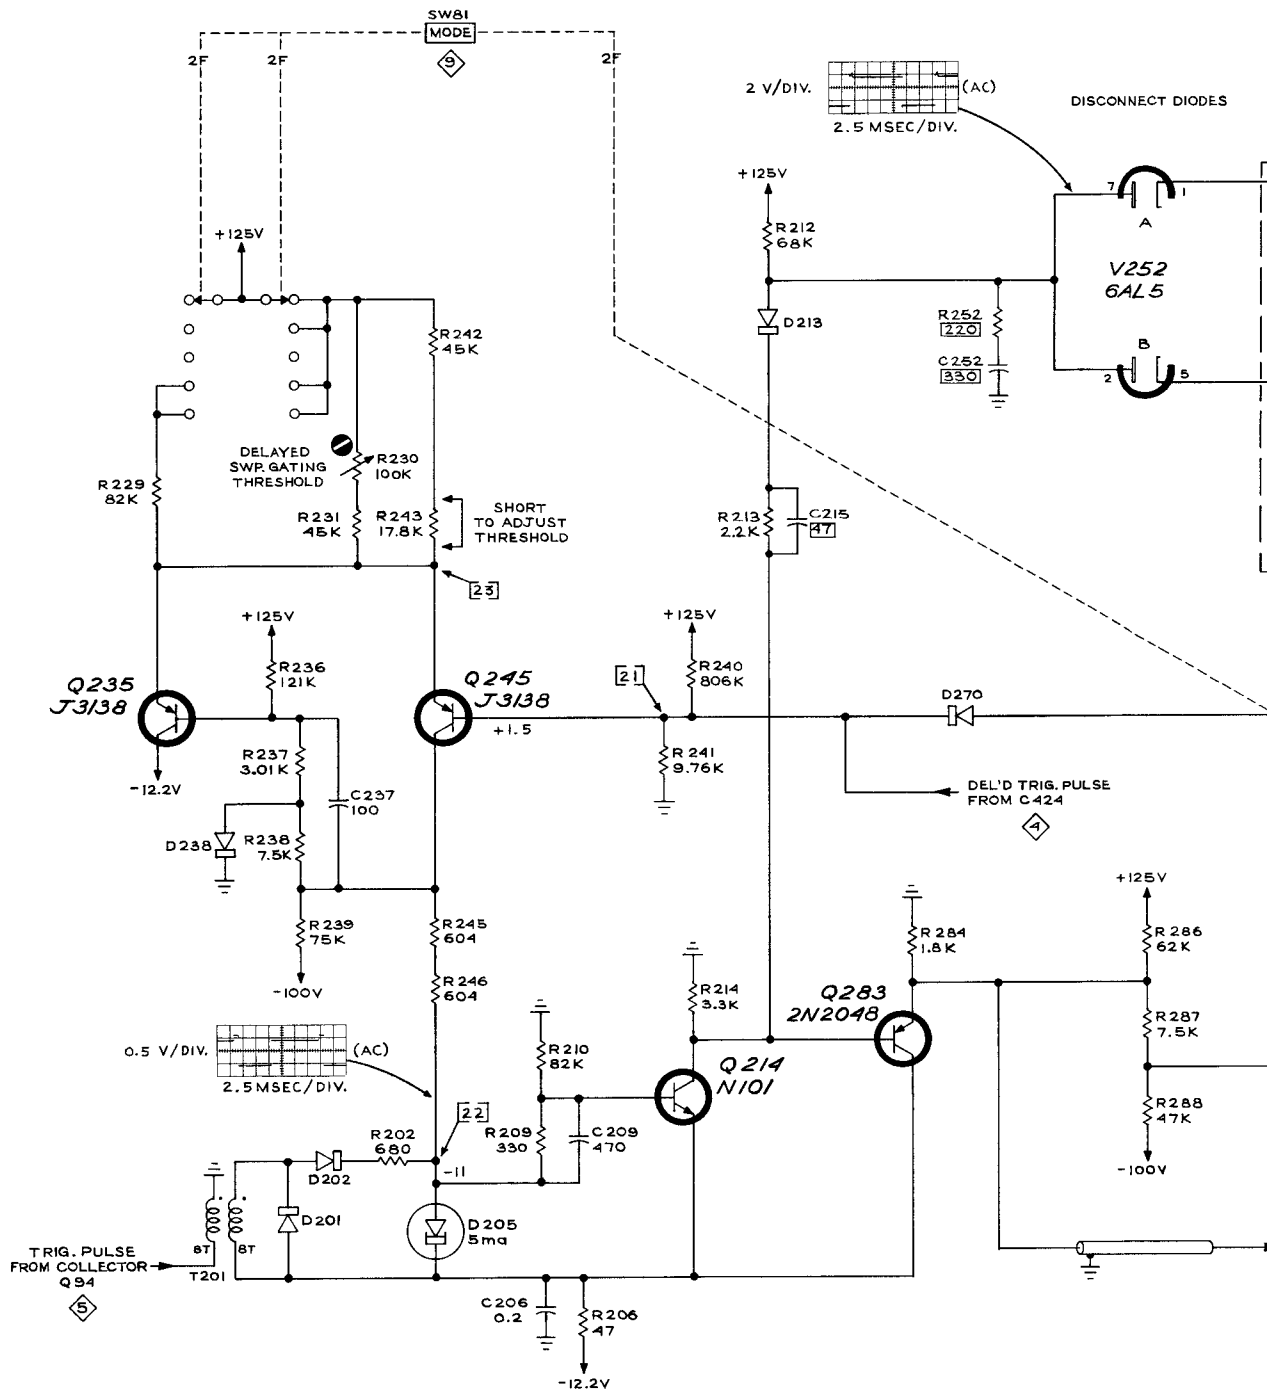 SW81
MODE
9
2F
2F
2F
2 V/DIV.
(AC)
2.5 MSEC/DIV.
DISCONNECT DIODES
+125V
R212
68K
7
1
A
V252
6AL5
B
2
5
+125V
D213
R252
220
C252
330
R242
45K
DELAYED
SWP. GATING
THRESHOLD
R230
100K
R229
82K
R231
45K
R243
17.8K
SHORT
TO ADJUST
THRESHOLD
R213
2.2K
C215
47
23
+125V
+125V
R236
121K
Q235
J3138
Q245
J3138
+1.5
21
R240
806K
D270
R237
3.01K
R241
9.76K
-12.2V
C237
100
DEL'D TRIG. PULSE
FROM C424
4
D238
R238
7.5K
R239
75K
-100V
R245
604
R246
604
+125V
R284
1.8K
R286
62K
R214
3.3K
Q283
2N2048
R287
7.5K
0.5 V/DIV.
(AC)
2.5 MSEC/DIV.
R210
82K
Q214
N101
R288
47K
-100V
22
R209
330
C209
470
R202
680
D202
-11
D201
D205
5ma
8T
8T
T201
TRIG. PULSE
FROM COLLECTOR
Q94
5
C206
0.2
R206
47
-12.2V